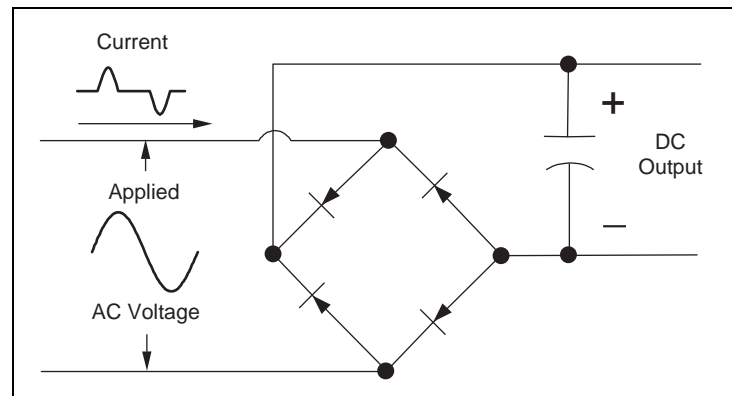 Current
Applied
AC Voltage
+
DC
Output
−